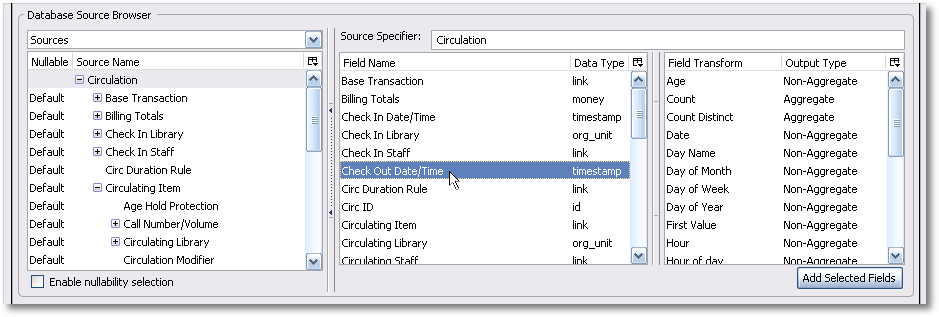 Database Source Browser
Sources
Source Specifier: Circulation
Nullable Source Name
Circulation
Default Base Transaction
Default Billing Totals
Default Check In Library
Default Check In Staff
Default Circ Duration Rule
Default Circulating Item
Default Age Hold Protection
Default Call Number/Volume
Default Circulating Library
Default Circulation Modifier
Enable nullability selection
Field Name Data Type
Base Transaction link
Billing Totals money
Check In Date/Time timestamp
Check In Library org_unit
Check In Staff link
Check Out Date/Time timestamp
Circ Duration Rule link
Circ ID id
Circulating Item link
Circulating Library org_unit
Circulating Staff link
Field Transform Output Type
Age Non-Aggregate
Count Aggregate
Count Distinct Aggregate
Date Non-Aggregate
Day Name Non-Aggregate
Day of Month Non-Aggregate
Day of Week Non-Aggregate
Day of Year Non-Aggregate
First Value Non-Aggregate
Hour Non-Aggregate
Hour of day Non-Aggregate
Add Selected Fields